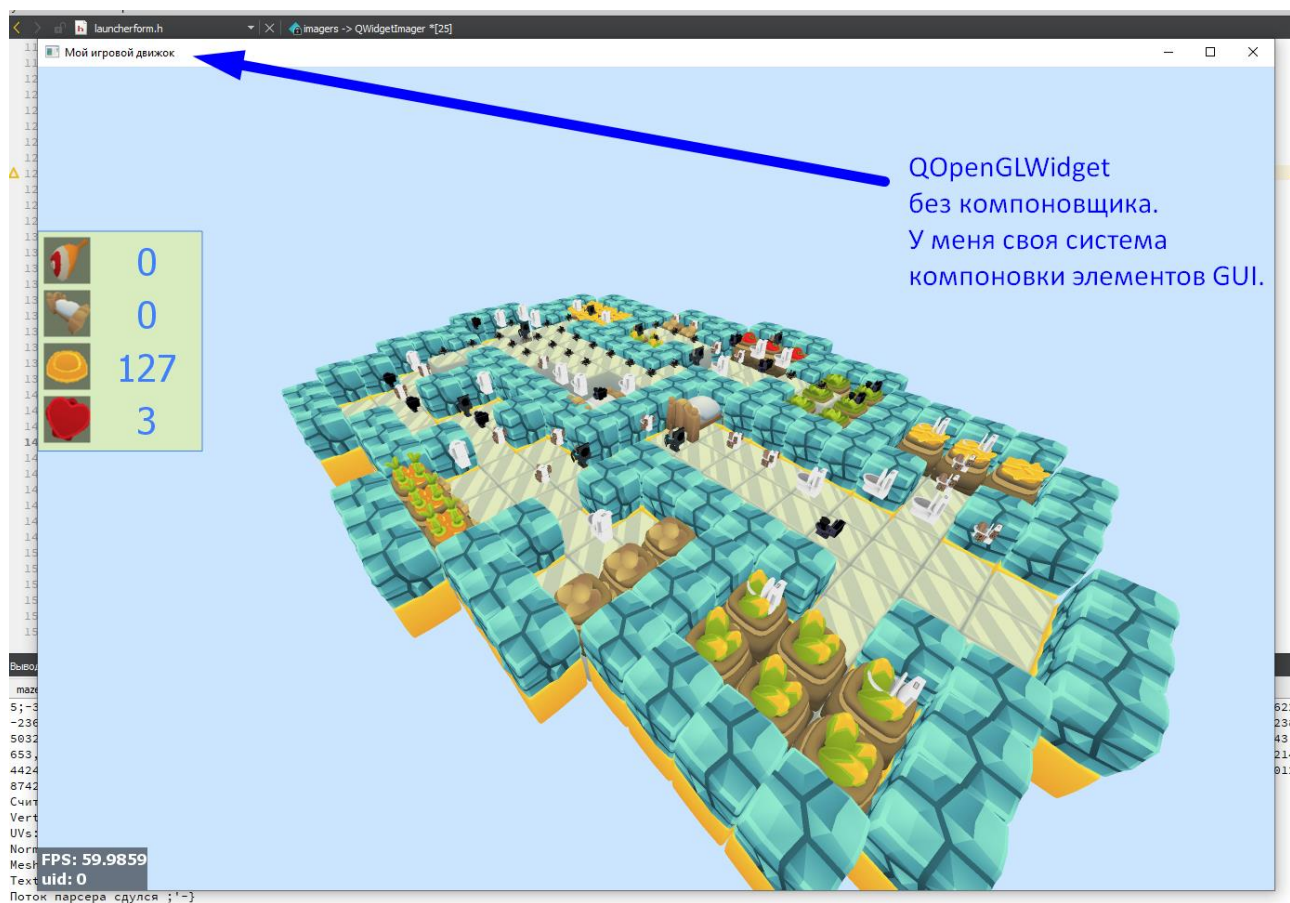 launcherform.h
imagers -> QWidgetImager *[25]
Мой игровой движок
QOpenGLWidget
без компоновщика.
У меня своя система
компоновки элементов GUI.
0
0
127
3
FPS: 59.9859
uid: 0
Поток парсера сдулся ;'-}